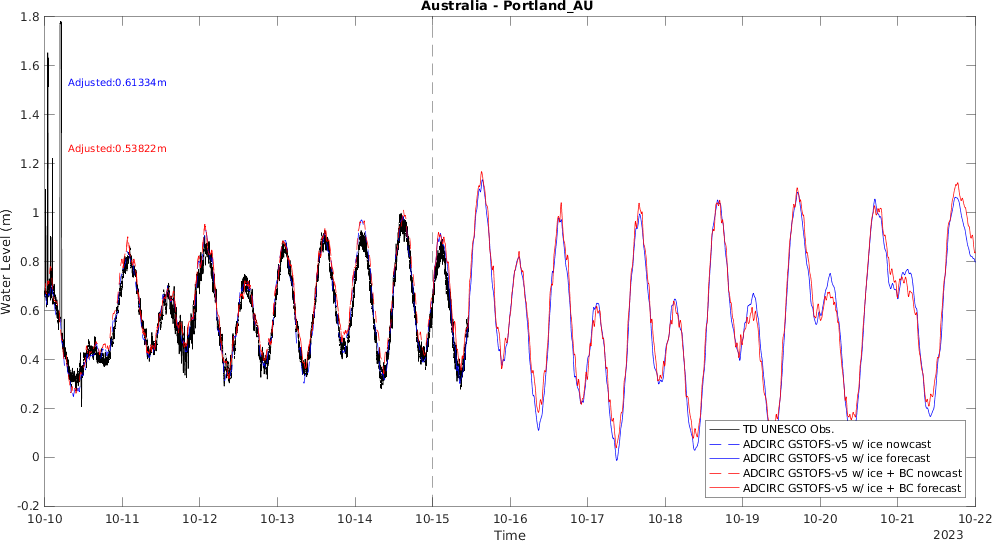 Australia - Portland_AU
1.8
1.6
1.4
1.2
1
0.8
0.6
0.4
0.2
0
-0.2
Water Level (m)
Adjusted:0.61334m
Adjusted:0.53822m
TD UNESCO Obs.
ADCIRC GSTOFS-v5 w/ ice nowcast
ADCIRC GSTOFS-v5 w/ ice forecast
ADCIRC GSTOFS-v5 w/ ice + BC nowcast
ADCIRC GSTOFS-v5 w/ ice + BC forecast
10-10 10-11 10-12 10-13 10-14 10-15 10-16 10-17 10-18 10-19 10-20 10-21 10-22
Time
2023